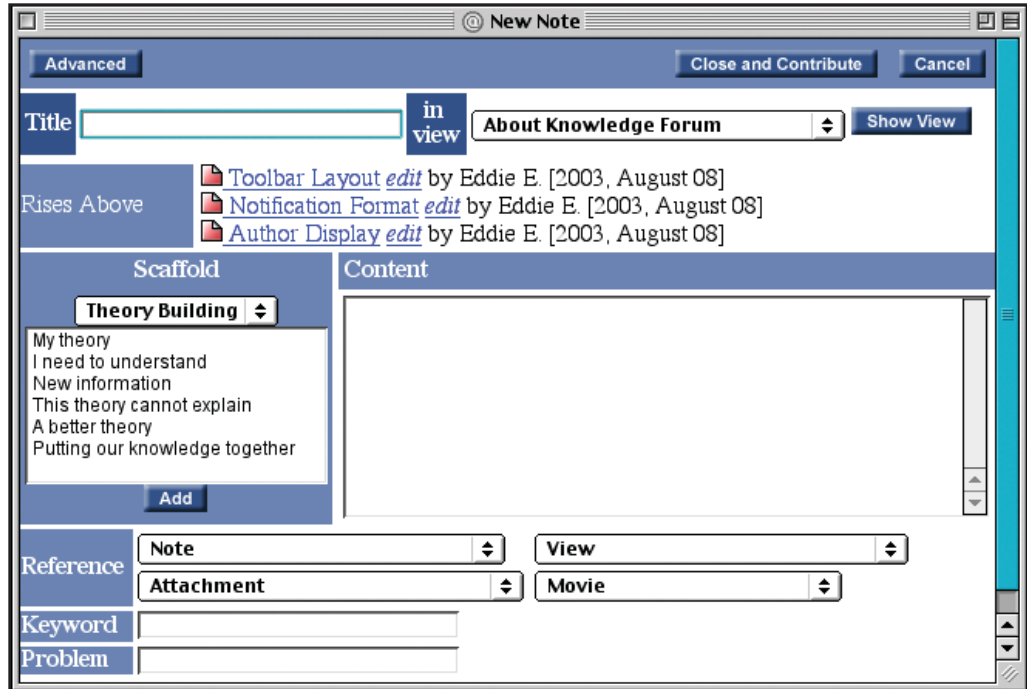 @ New Note
Advanced Close and Contribute Cancel
Title in view About Knowledge Forum Show View
Rises Above
Toolbar Layout edit by Eddie E. [2003, August 08]
Notification Format edit by Eddie E. [2003, August 08]
Author Display edit by Eddie E. [2003, August 08]
Scaffold Content
Theory Building
My theory
I need to understand
New information
This theory cannot explain
A better theory
Putting our knowledge together
Add
Reference Note View
Attachment Movie
Keyword
Problem